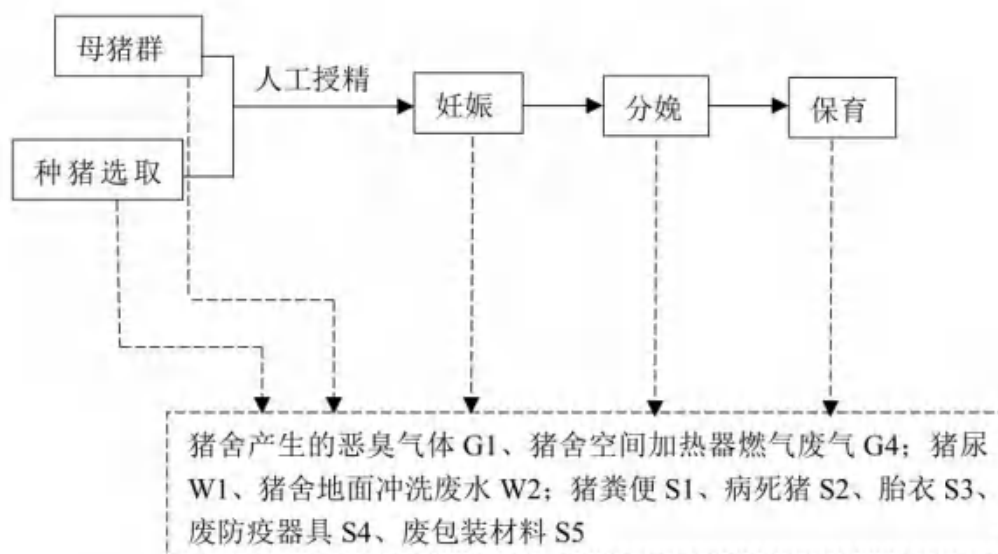 母猪群
人工授精
妊娠
分娩
保育
种猪选取
猪舍产生的恶臭气体 G1、猪舍空间加热器燃气废气 G4；猪尿
W1、猪舍地面冲洗废水 W2；猪粪便 S1、病死猪 S2、胎衣 S3、
废防疫器具 S4、废包装材料 S5